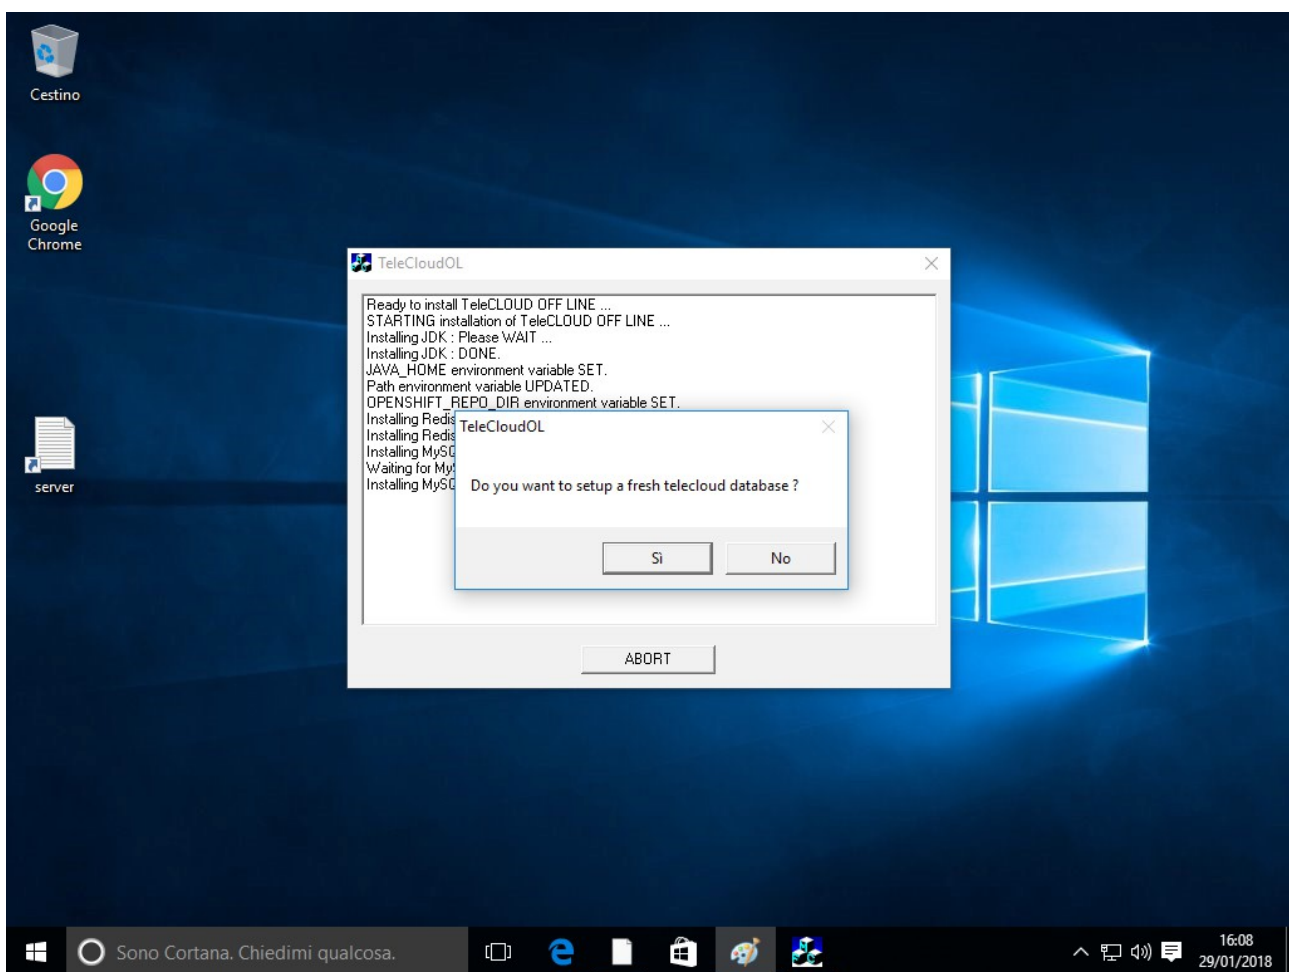 Cestino
Google
Chrome
server
TeleCloudOL
Ready to install TeleCLOUD OFF LINE ...
STARTING installation of TeleCLOUD OFF LINE ...
Installing JDK : Please WAIT ...
Installing JDK : DONE.
JAVA_HOME environment variable SET.
Path environment variable UPDATED.
OPENSHIFT_REPO_DIR environment variable SET.
Installing Redis
Installing Redis
Installing MySQ
Waiting for My
Installing MySQ
TeleCloudOL
Do you want to setup a fresh telecloud database ?
Sì No
ABORT
Sono Cortana. Chiedimi qualcosa.
16:08
29/01/2018